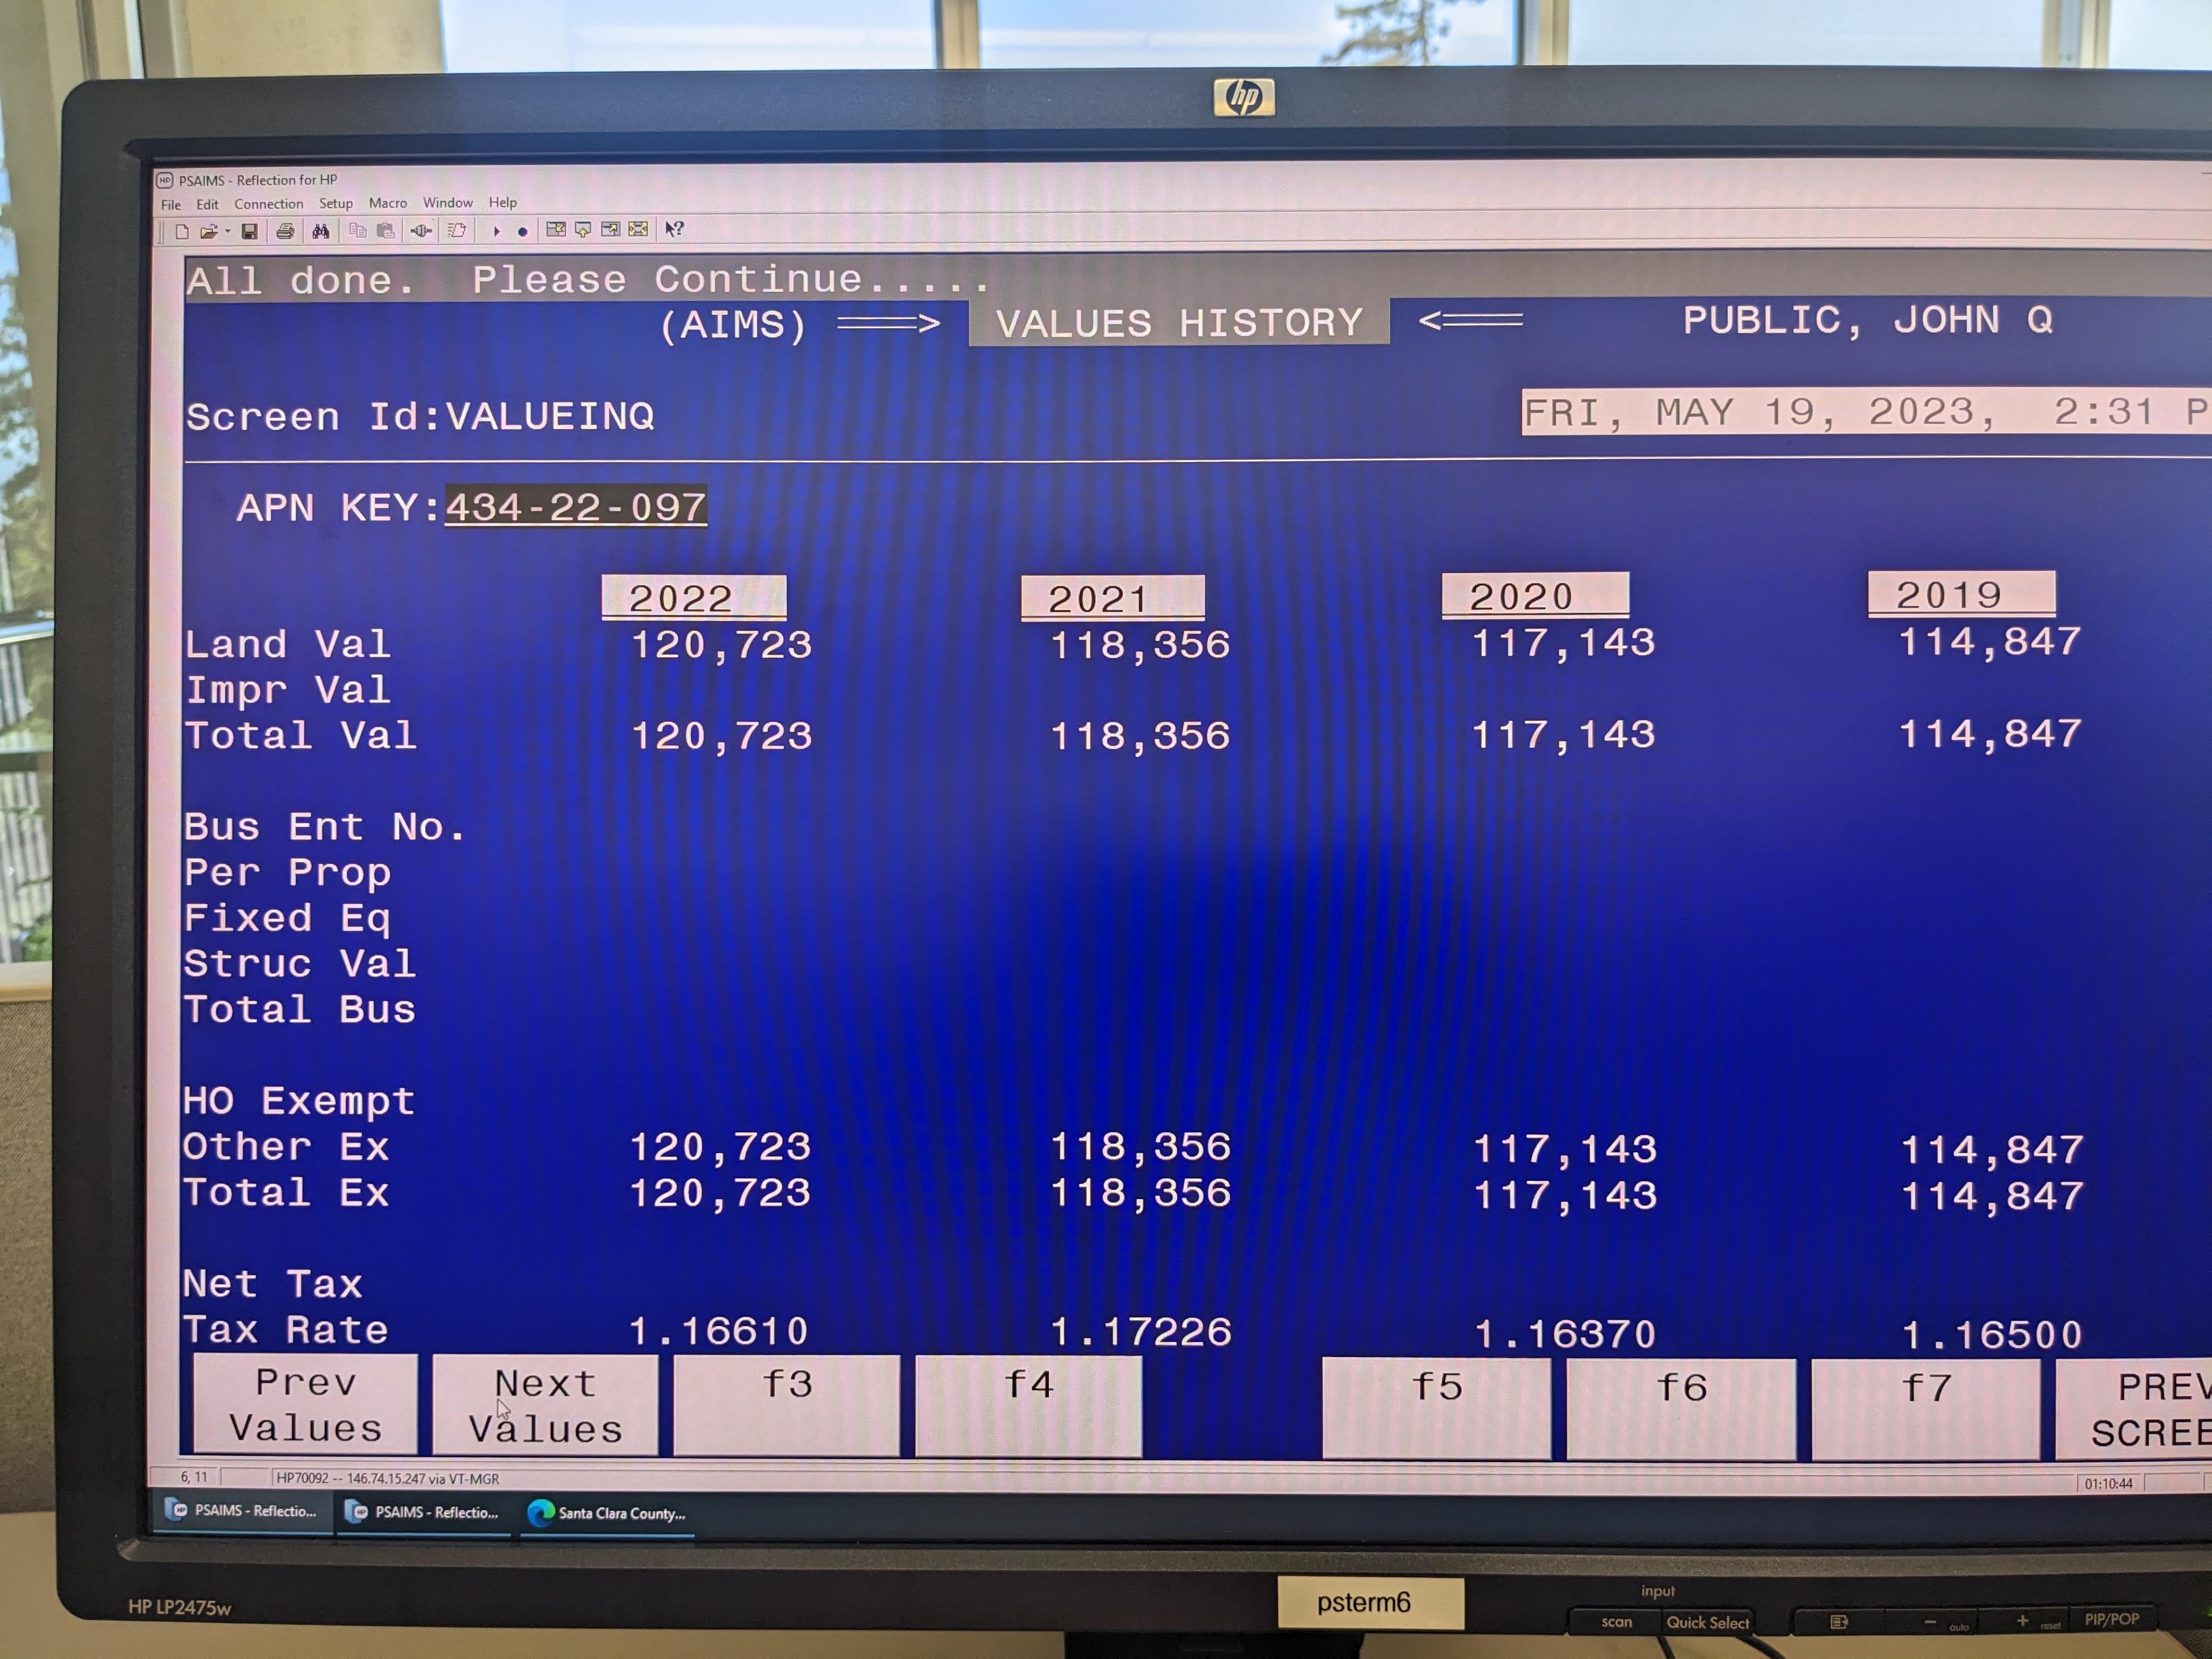 hp
PSAIMS - Reflection for HP
File Edit Connection Setup Macro Window Help
All done. Please Continue.....
(AIMS) ===> VALUES HISTORY <=== PUBLIC, JOHN Q
Screen Id:VALUEINQ FRI, MAY 19, 2023, 2:31 P
APN KEY:434-22-097
2022 2021 2020 2019
Land Val 120,723 118,356 117,143 114,847
Impr Val
Total Val 120,723 118,356 117,143 114,847
Bus Ent No.
Per Prop
Fixed Eq
Struc Val
Total Bus
HO Exempt
Other Ex 120,723 118,356 117,143 114,847
Total Ex 120,723 118,356 117,143 114,847
Net Tax
Tax Rate 1.16610 1.17226 1.16370 1.16500
Prev Next f3 f4 f5 f6 f7 PREV
Values Values SCREE
6, 11 HP70092 -- 146.74.15.247 via VT-MGR 01:10:44
PSAIMS - Reflectio... PSAIMS - Reflectio... Santa Clara County...
HP LP2475w
psterm6
input
scan Quick Select - auto + reset PIP/POP